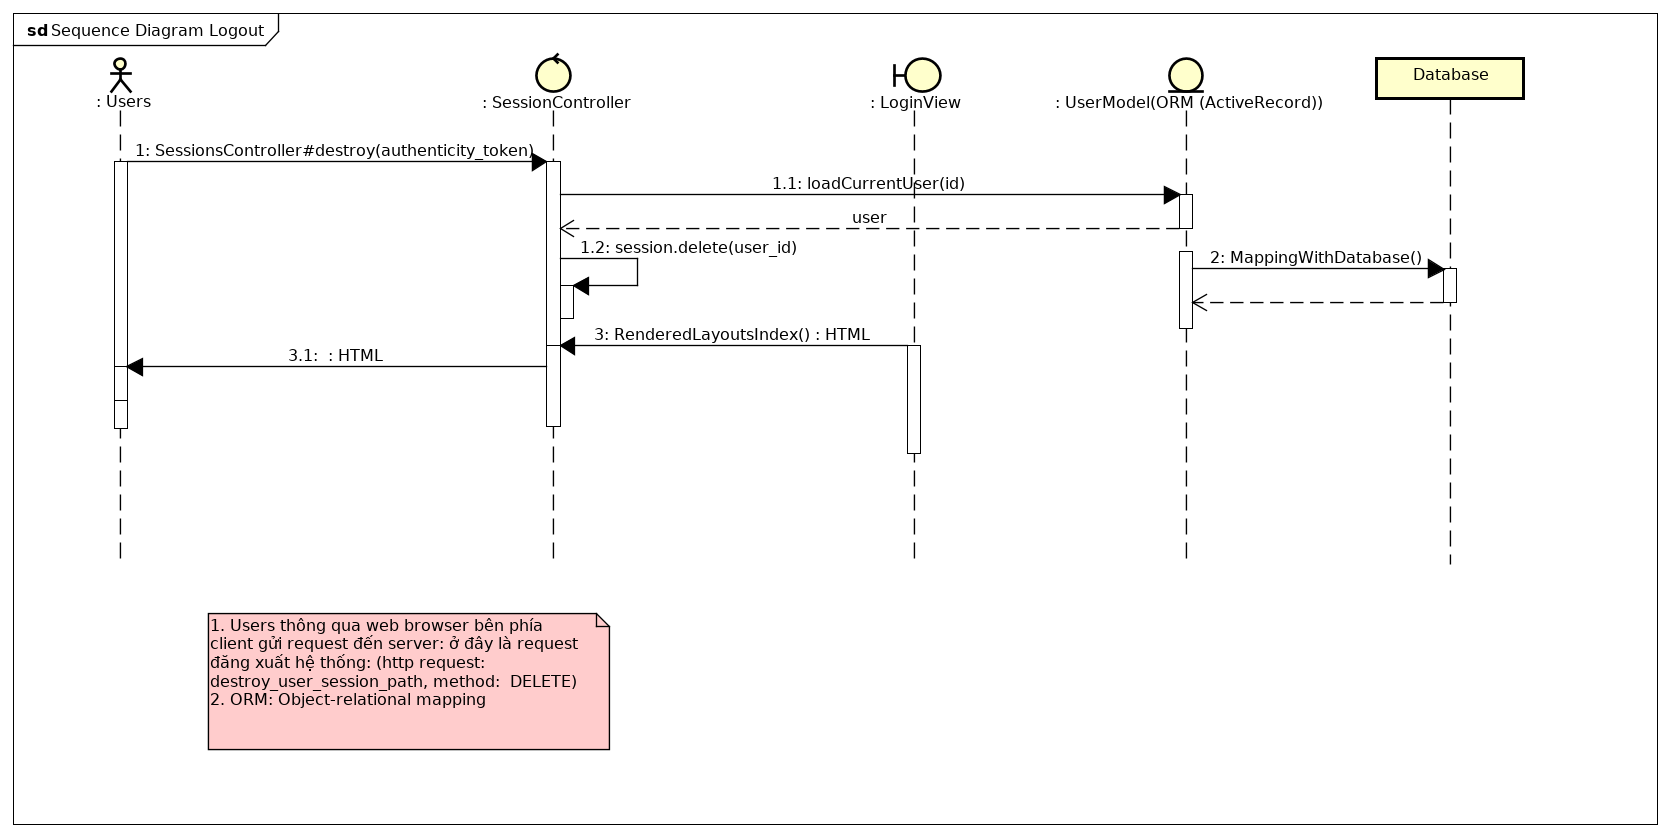 sd Sequence Diagram Logout
: Users
: SessionController
: LoginView
: UserModel(ORM (ActiveRecord))
Database
1: SessionsController#destroy(authenticity_token)
1.1: loadCurrentUser(id)
user
1.2: session.delete(user_id)
2: MappingWithDatabase()
3: RenderedLayoutsIndex() : HTML
3.1:  : HTML
1. Users thông qua web browser bên phía
client gửi request đến server: ở đây là request
đăng xuất hệ thống: (http request:
destroy_user_session_path, method:  DELETE)
2. ORM: Object-relational mapping